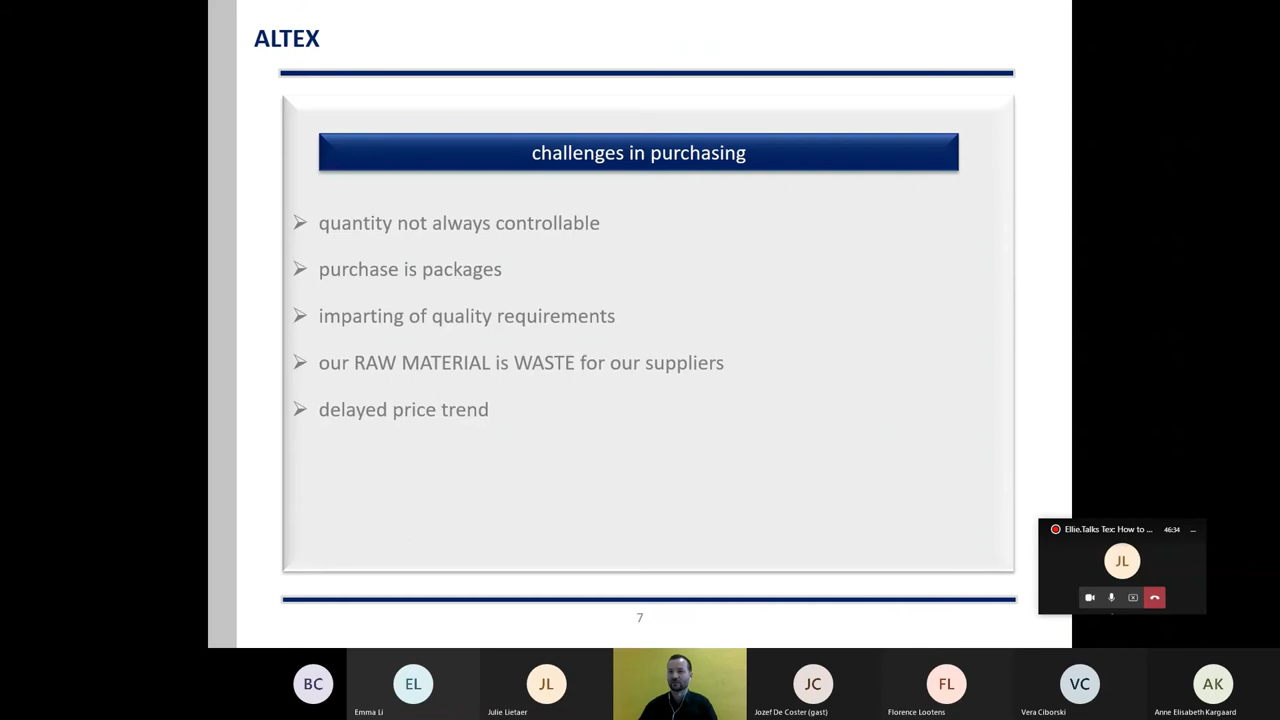 ALTEX
challenges in purchasing
quantity not always controllable
purchase is packages
imparting of quality requirements
our RAW MATERIAL is WASTE for our suppliers
delayed price trend
Ellie.Talks Tex: How to ... 46:34
JL
7
BC EL JL JC FL VC AK
Emma Li Julie Lietaer Jozef De Coster (gast) Florence Lootens Vera Ciborski Anne Elisabeth Kargaard